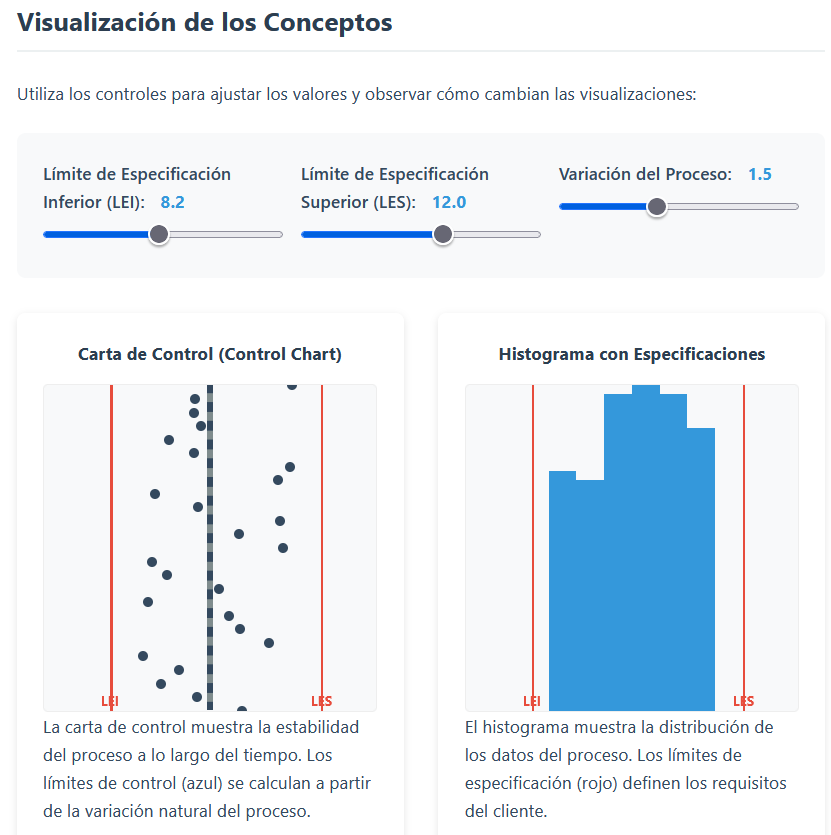 Visualización de los Conceptos
Utiliza los controles para ajustar los valores y observar cómo cambian las visualizaciones:
Límite de Especificación
Inferior (LEI): 8.2
Límite de Especificación
Superior (LES): 12.0
Variación del Proceso: 1.5
Carta de Control (Control Chart)
LEI
LES
La carta de control muestra la estabilidad
del proceso a lo largo del tiempo. Los
límites de control (azul) se calculan a partir
de la variación natural del proceso.
Histograma con Especificaciones
LEI
LES
El histograma muestra la distribución de
los datos del proceso. Los límites de
especificación (rojo) definen los requisitos
del cliente.